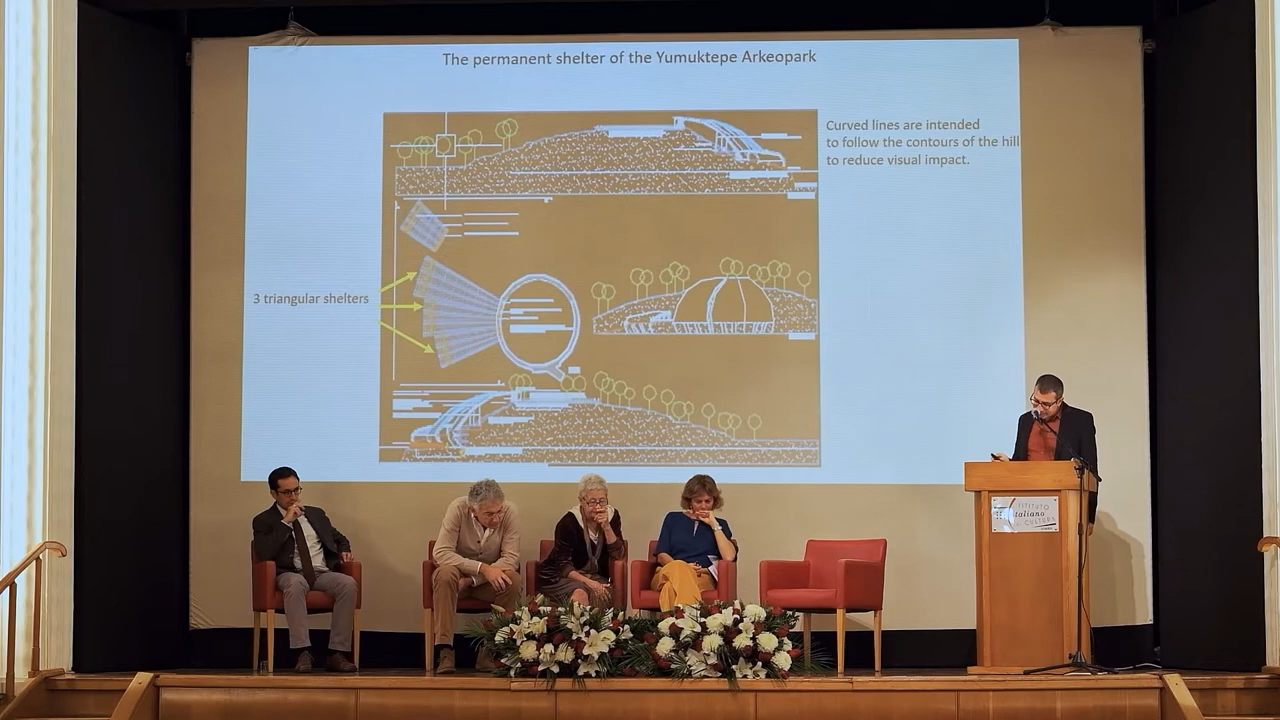 The permanent shelter of the Yumuktepe Arkeopark
Curved lines are intended
to follow the contours of the hill
to reduce visual impact.
3 triangular shelters
ISTITUTO
italiano
CULTURA